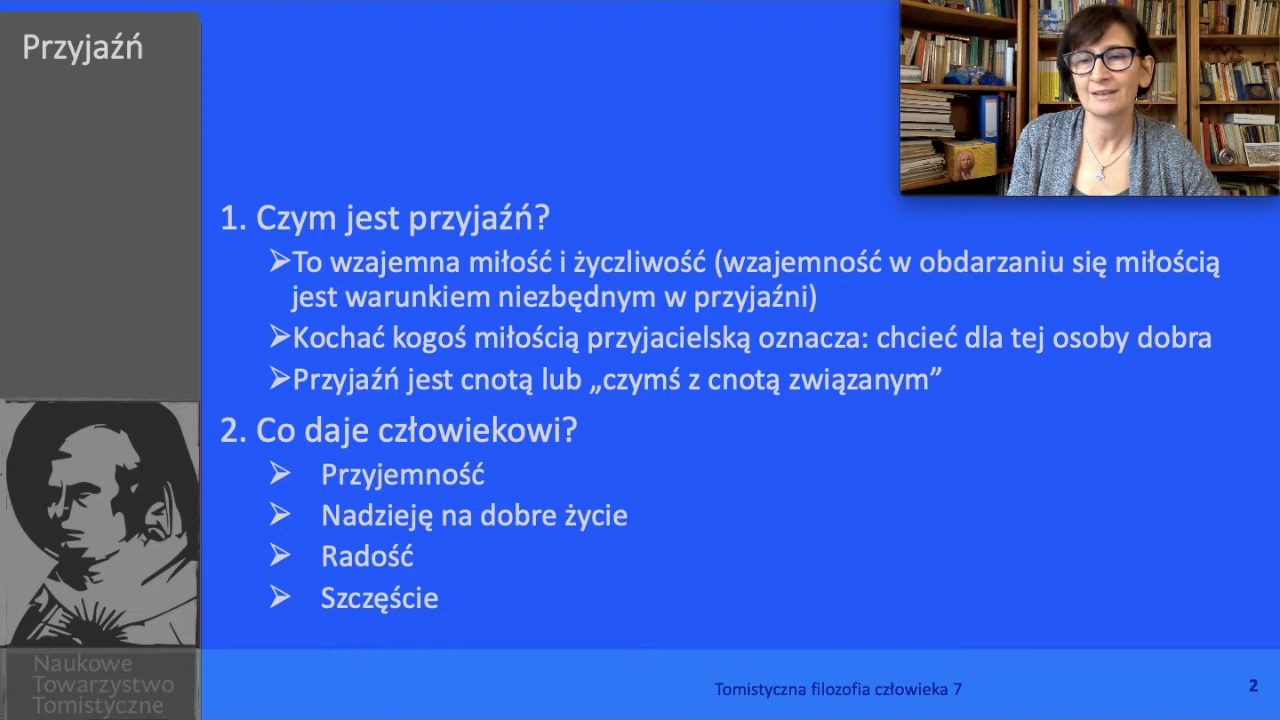 Przyjaźń
1. Czym jest przyjaźń?
➢To wzajemna miłość i życzliwość (wzajemność w obdarzaniu się miłością
jest warunkiem niezbędnym w przyjaźni)
➢Kochać kogoś miłością przyjacielską oznacza: chcieć dla tej osoby dobra
➢Przyjaźń jest cnotą lub „czymś z cnotą związanym”
2. Co daje człowiekowi?
➢ Przyjemność
➢ Nadzieję na dobre życie
➢ Radość
➢ Szczęście
Naukowe
Towarzystwo
Tomistyczne
Tomistyczna filozofia człowieka 7
2